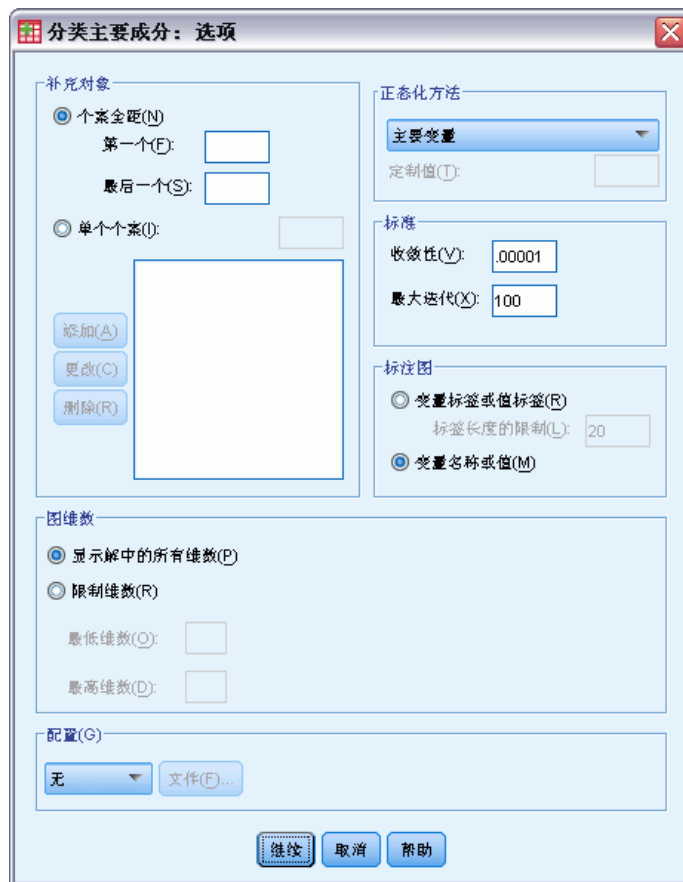 分类主要成分: 选项
补充对象
个案全距(N)
第一个(F):
最后一个(S):
单个个案(I):
添加(A)
更改(C)
删除(R)
正态化方法
主要变量
定制值(T):
标准
收敛性(V): .00001
最大迭代(X): 100
标注图
变量标签或值标签(R)
标签长度的限制(L): 20
变量名称或值(M)
图维数
显示解中的所有维数(P)
限制维数(R)
最低维数(O):
最高维数(D):
配置(G)
无
文件(F)...
继续 取消 帮助